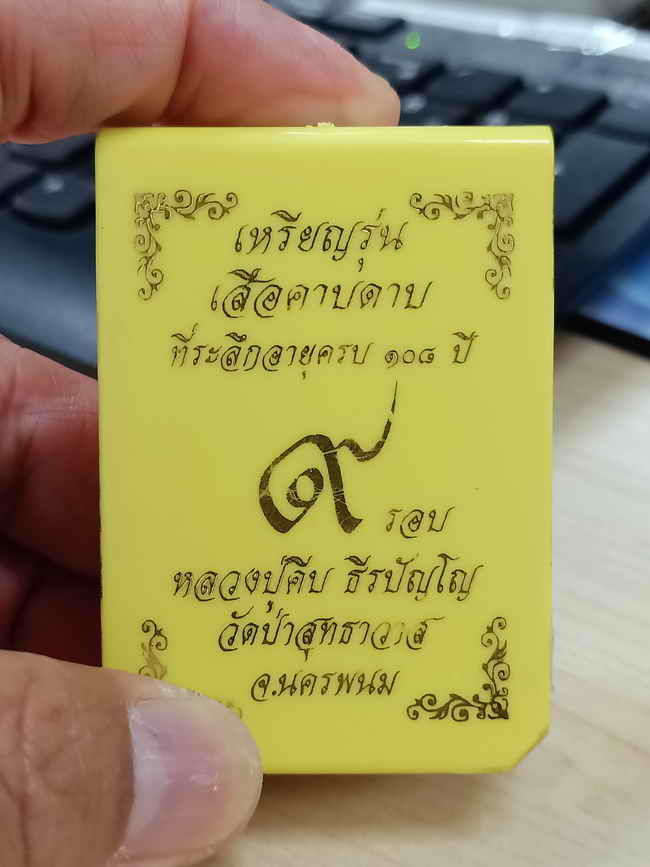 เหรียญรุ่น
เสือคาบดาบ
ที่ระลึกอายุครบ ๑๐๘ ปี
๙ รอบ
หลวงปู่คีบ ธีรปัญโญ
วัดป่าสุทธาวาส
จ.นครพนม